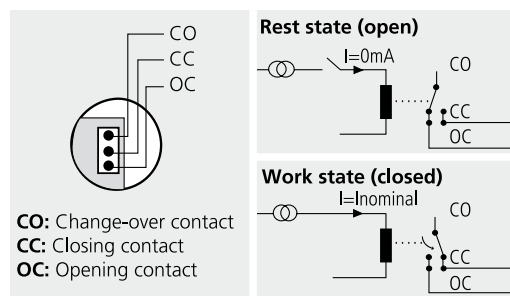 CO
CC
OC
CO: Change-over contact
CC: Closing contact
OC: Opening contact
Rest state (open)
I=0mA
CO
CC
OC
Work state (closed)
I=Inominal
CO
CC
OC